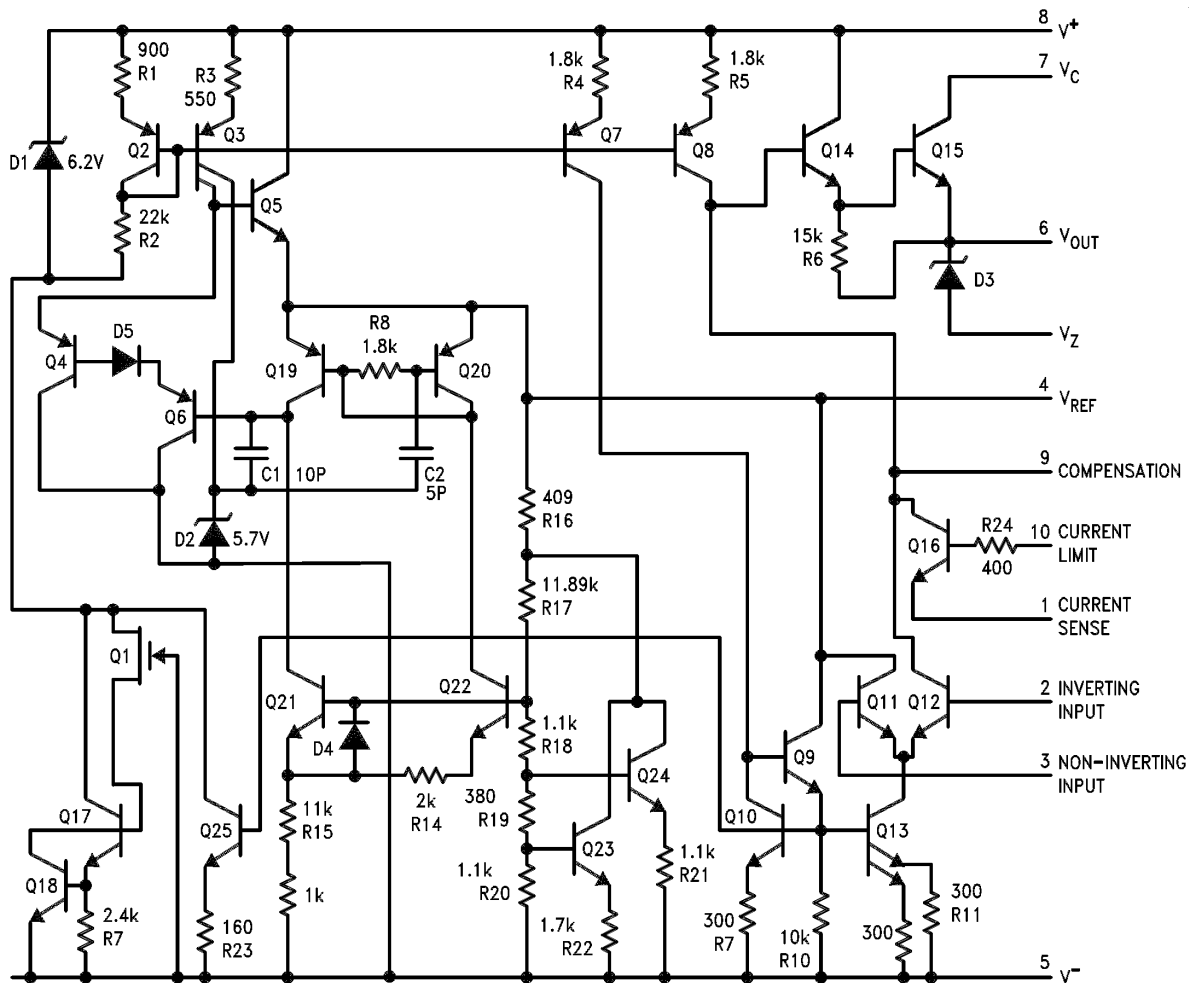 8 V+
7 VC
900
R1
R3
550
1.8k
R4
1.8k
R5
D1
6.2V
Q2
Q3
Q7
Q8
Q14
Q15
Q5
22k
R2
15k
R6
6 VOUT
D3
VZ
Q4
D5
R8
1.8k
Q19
Q20
Q6
4 VREF
C1
10P
C2
5P
9 COMPENSATION
409
R16
D2
5.7V
Q16
R24
400
10 CURRENT
LIMIT
11.89k
R17
1 CURRENT
SENSE
Q1
Q21
Q22
Q11
Q12
2 INVERTING
INPUT
D4
1.1k
R18
Q9
3 NON-INVERTING
INPUT
Q24
2k
R14
380
R19
Q17
Q25
11k
R15
Q10
Q13
Q23
Q18
1.1k
R20
1.1k
R21
1k
2.4k
R7
160
R23
1.7k
R22
300
R7
10k
R10
300
300
R11
5 V−